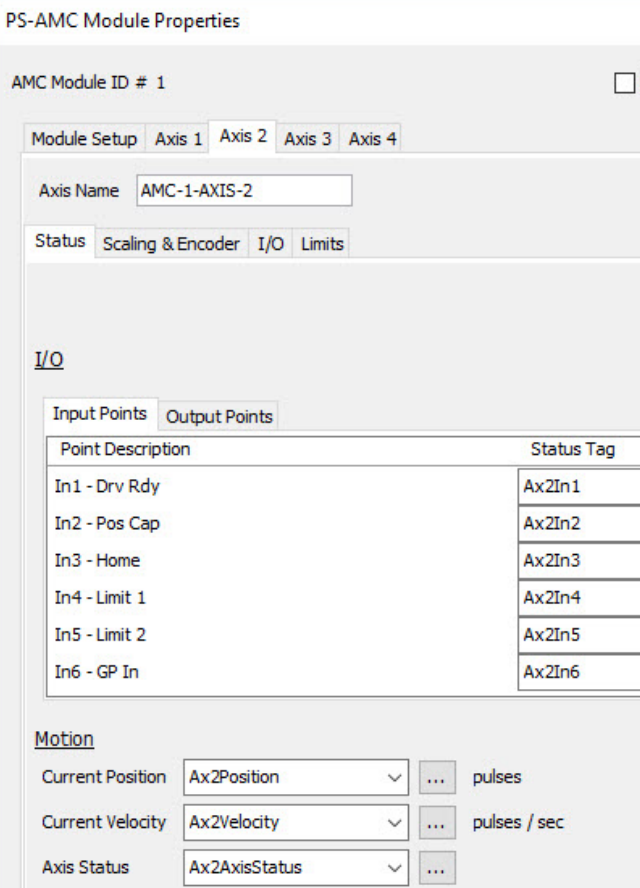 PS-AMC Module Properties
AMC Module ID # 1
Module Setup Axis 1 Axis 2 Axis 3 Axis 4
Axis Name AMC-1-AXIS-2
Status Scaling & Encoder I/O Limits
I/O
Input Points Output Points
Point Description Status Tag
In1 - Drv Rdy Ax2In1
In2 - Pos Cap Ax2In2
In3 - Home Ax2In3
In4 - Limit 1 Ax2In4
In5 - Limit 2 Ax2In5
In6 - GP In Ax2In6
Motion
Current Position Ax2Position ... pulses
Current Velocity Ax2Velocity ... pulses / sec
Axis Status Ax2AxisStatus ...